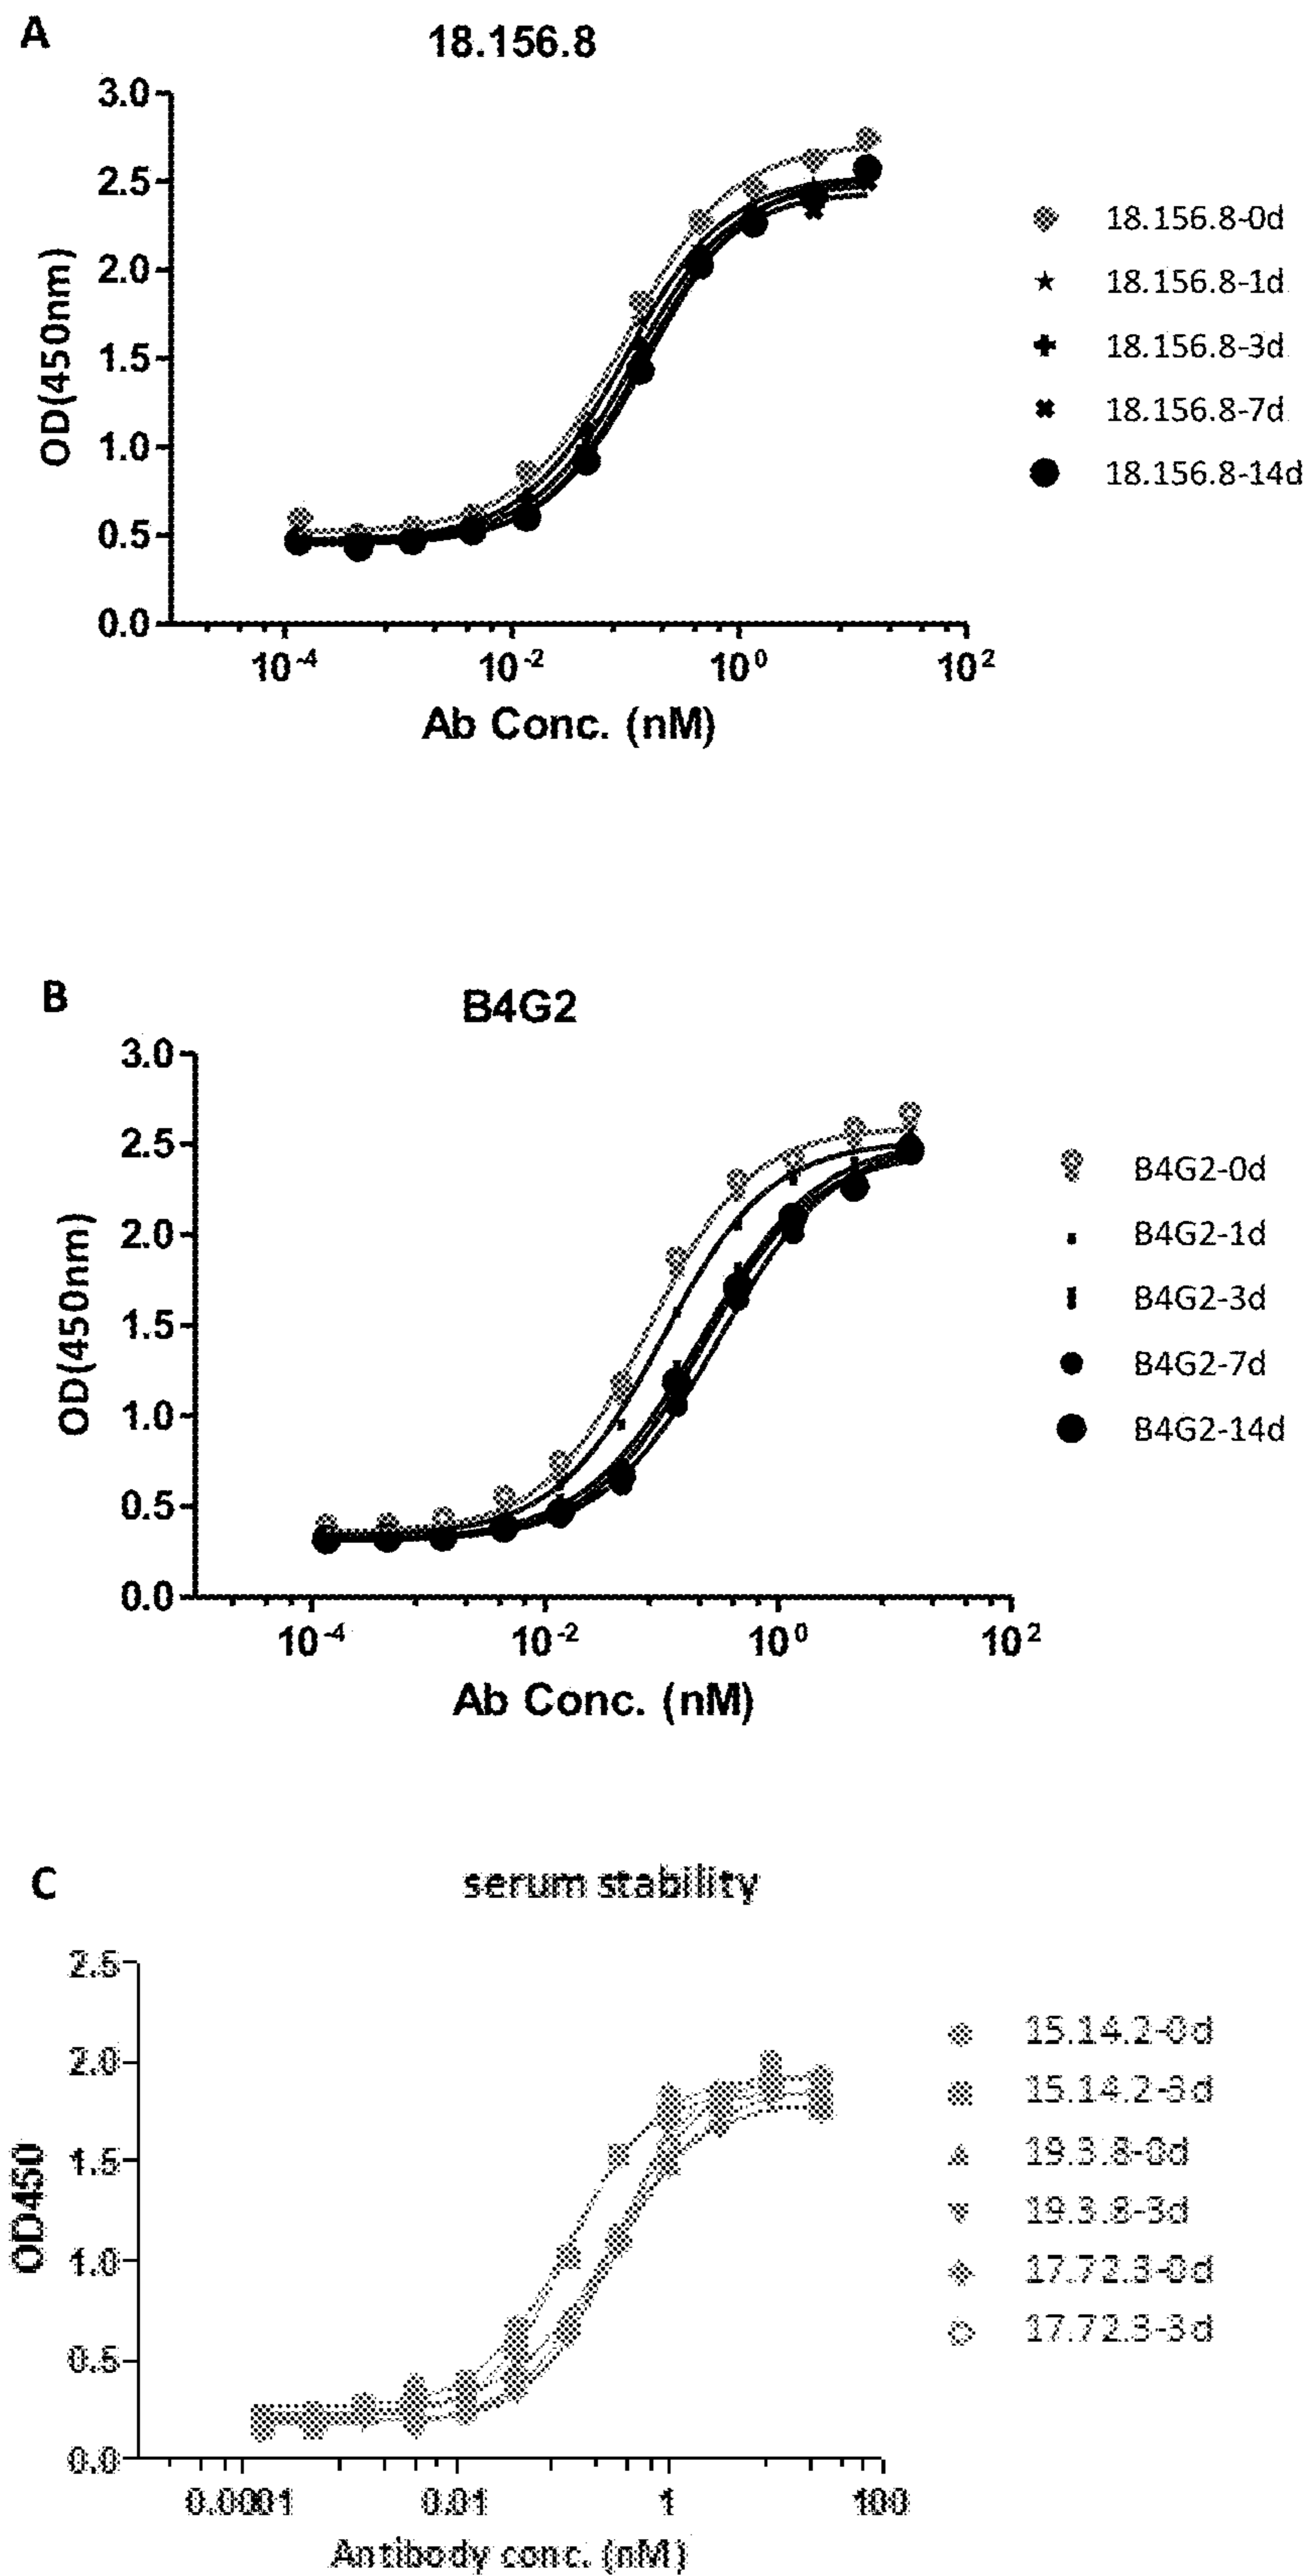 A
18.156.8
3.0
2.5
2.0
1.5
1.0
0.5
0.0
OD(450nm)
10-4
10-2
100
102
Ab Conc. (nM)
18.156.8-0d
18.156.8-1d
18.156.8-3d
18.156.8-7d
18.156.8-14d
B
B4G2
3.0
2.5
2.0
1.5
1.0
0.5
0.0
OD(450nm)
10-4
10-2
100
102
Ab Conc. (nM)
B4G2-0d
B4G2-1d
B4G2-3d
B4G2-7d
B4G2-14d
C
serum stability
2.5
2.0
1.5
1.0
0.5
0.0
OD450
0.0001
0.01
1
100
Antibody conc. (nM)
15.14.2-0d
15.14.2-3d
19.3.8-0d
19.3.8-3d
17.72.3-0d
17.72.3-3d